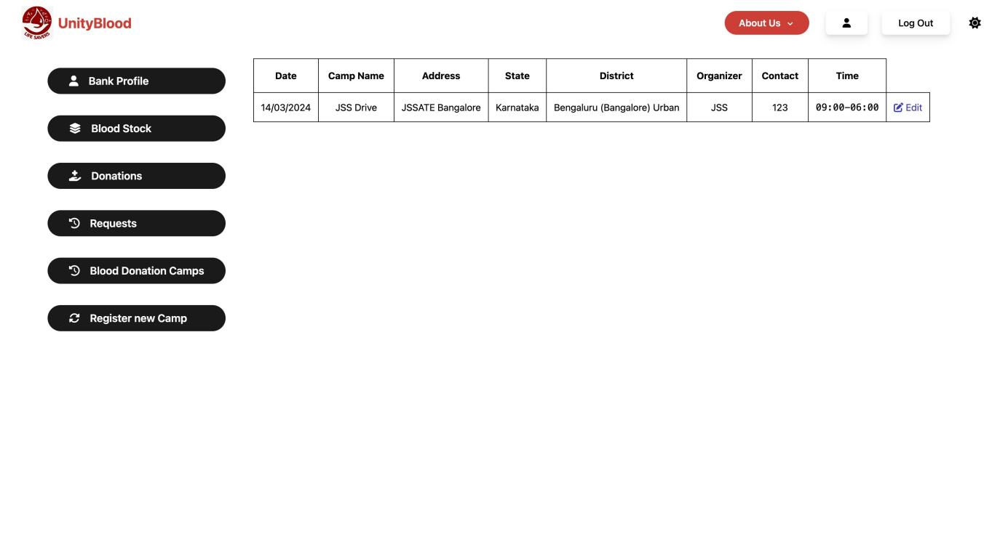 LIFE SAVERS
UnityBlood
About Us
Log Out
Bank Profile
Blood Stock
Donations
Requests
Blood Donation Camps
Register new Camp
Date Camp Name Address State District Organizer Contact Time
14/03/2024 JSS Drive JSSATE Bangalore Karnataka Bengaluru (Bangalore) Urban JSS 123 09:00-06:00 Edit